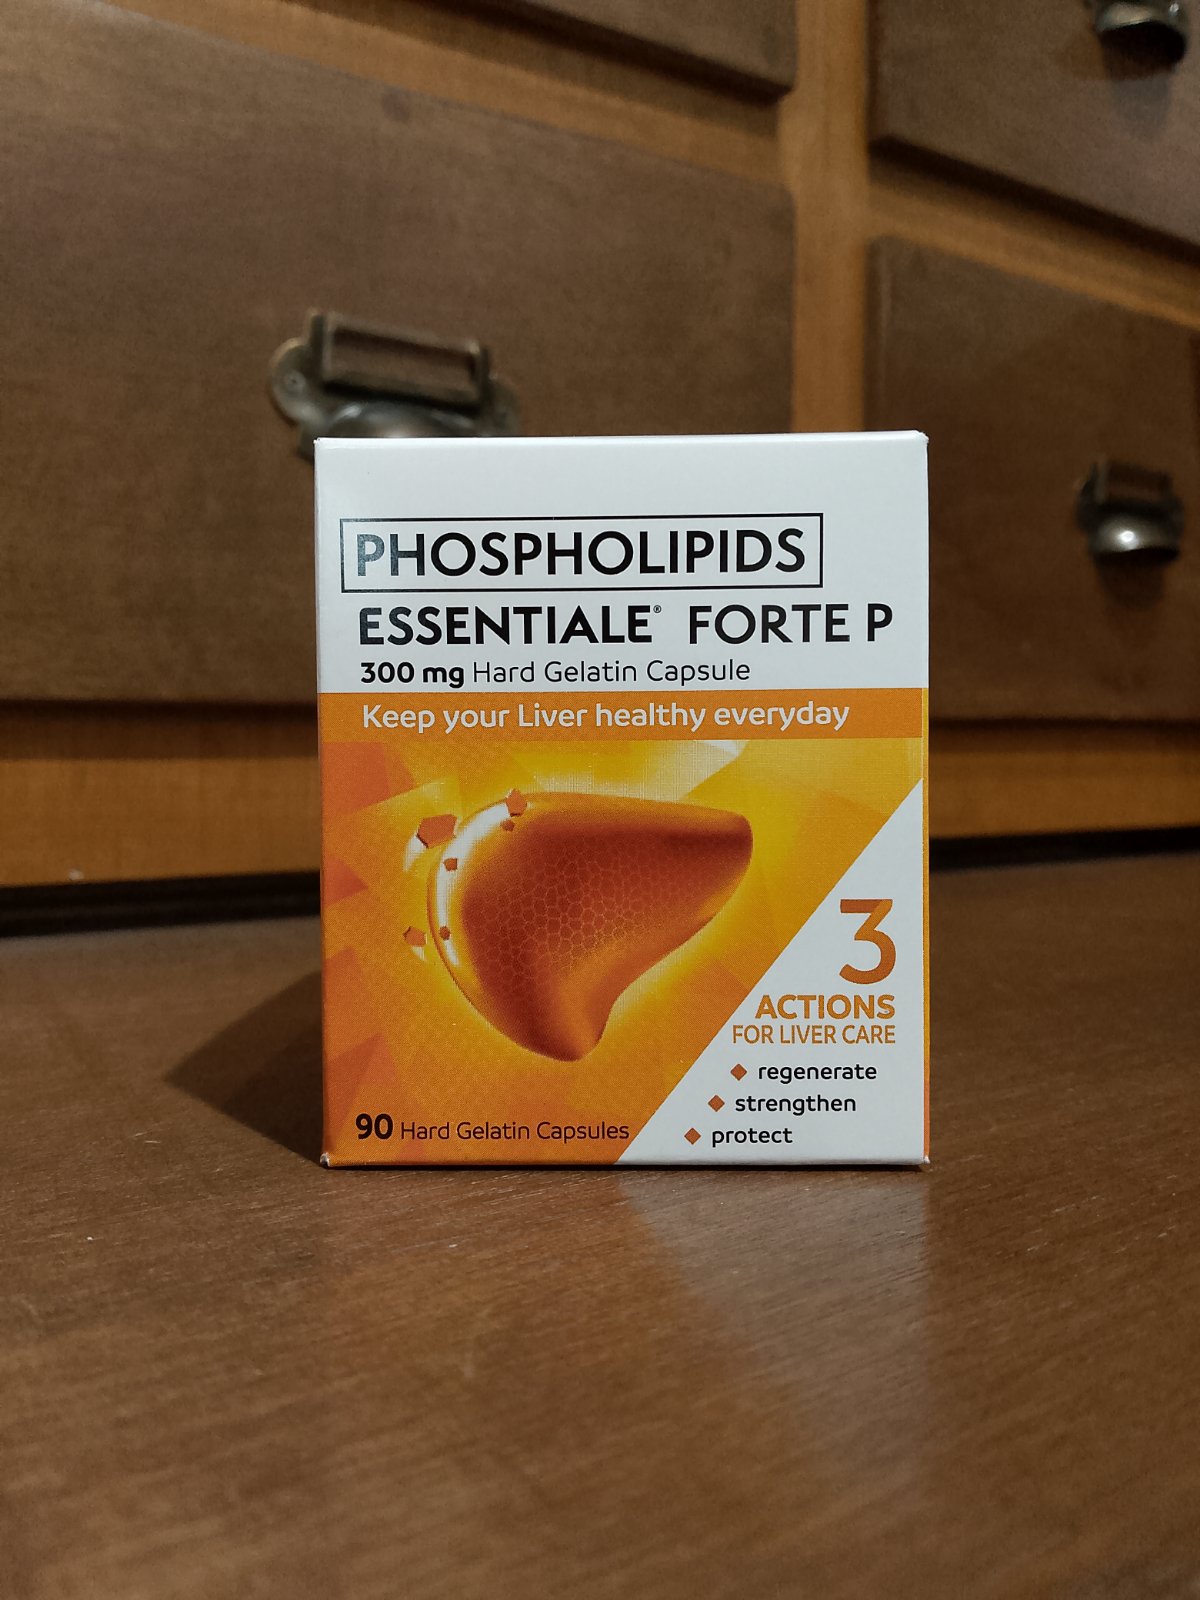 PHOSPHOLIPIDS
ESSENTIALE® FORTE P
300 mg Hard Gelatin Capsule
Keep your Liver healthy everyday
3
ACTIONS
FOR LIVER CARE
regenerate
strengthen
protect
90 Hard Gelatin Capsules